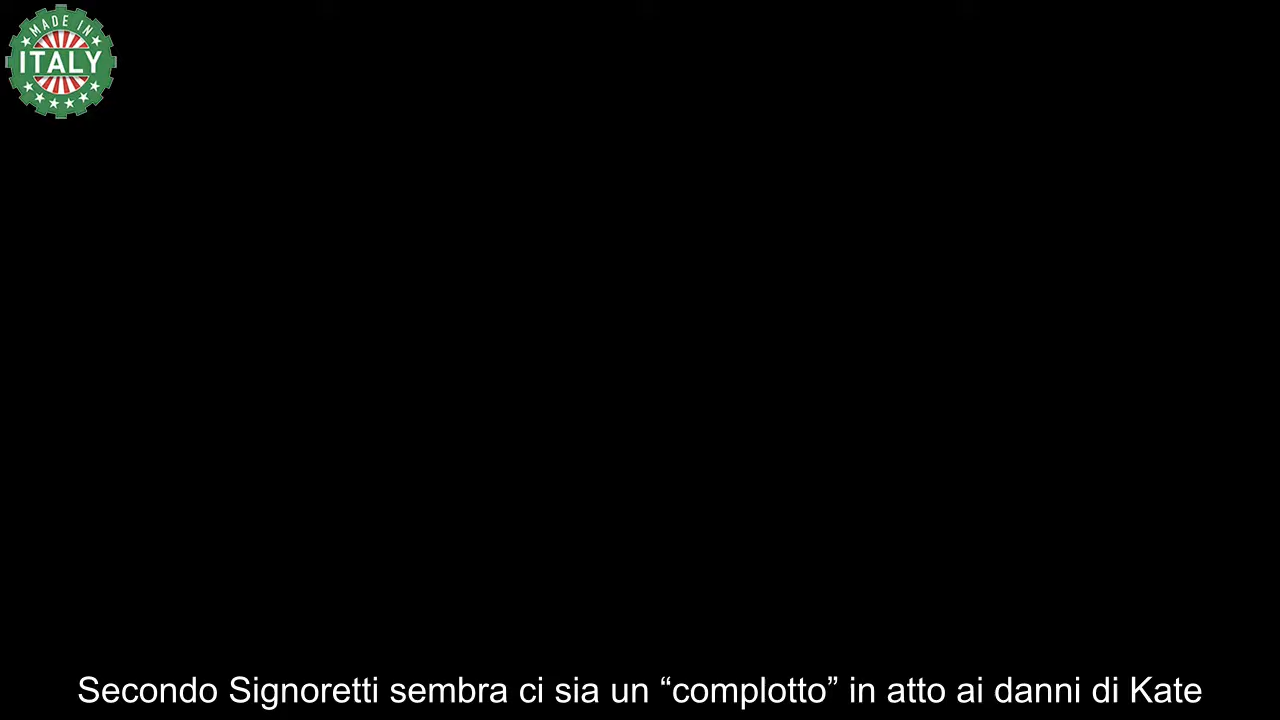 MADE IN
ITALY
Secondo Signoretti sembra ci sia un “complotto” in atto ai danni di Kate